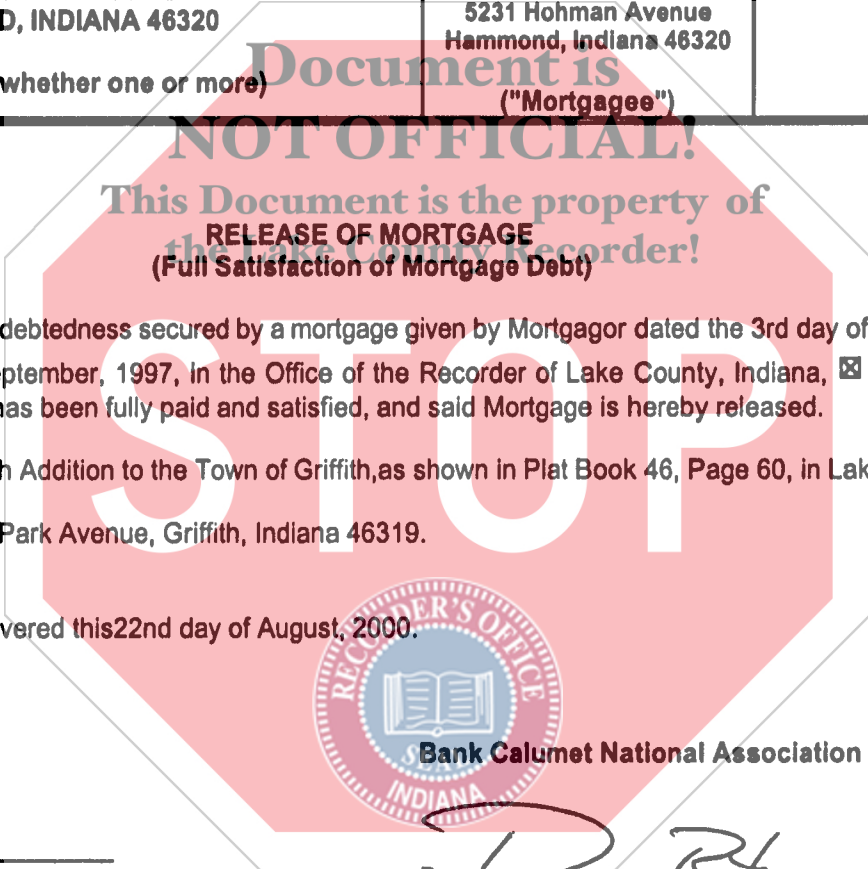 D, INDIANA 46320
5231 Hohman Avenue
Hammond, Indiana 46320
whether one or more)
("Mortgagee")
Document is
NOT OFFICIAL!
This Document is the property of
the Lake County Recorder!
RELEASE OF MORTGAGE
(Full Satisfaction of Mortgage Debt)
debtedness secured by a mortgage given by Mortgagor dated the 3rd day of
ptember, 1997, in the Office of the Recorder of Lake County, Indiana, ☒
has been fully paid and satisfied, and said Mortgage is hereby released.
h Addition to the Town of Griffith,as shown in Plat Book 46, Page 60, in Lak
Park Avenue, Griffith, Indiana 46319.
vered this22nd day of August, 2000.
STOP
RECORDER'S OFFICE
SEAL
INDIANA
Bank Calumet National Association